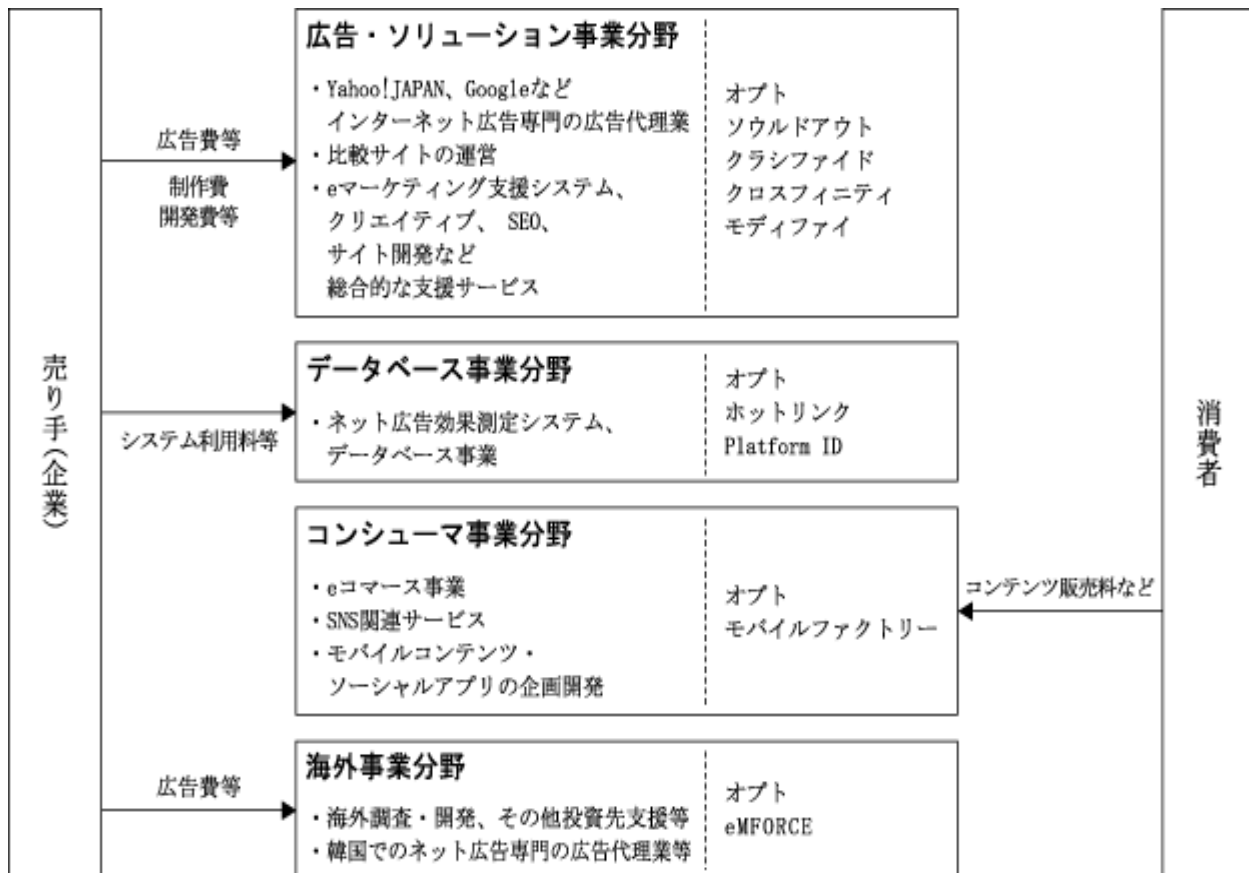 売り手(企業)
広告費等
制作費
開発費等
広告・ソリューション事業分野
・Yahoo!JAPAN、Googleなど
インターネット広告専門の広告代理業
・比較サイトの運営
・eマーケティング支援システム、
クリエイティブ、 SEO、
サイト開発など
総合的な支援サービス
オプト
ソウルドアウト
クラシファイド
クロスフィニティ
モディファイ
システム利用料等
データベース事業分野
・ネット広告効果測定システム、
データベース事業
オプト
ホットリンク
Platform ID
コンシューマ事業分野
・eコマース事業
・SNS関連サービス
・モバイルコンテンツ・
ソーシャルアプリの企画開発
オプト
モバイルファクトリー
コンテンツ販売料など
消費者
広告費等
海外事業分野
・海外調査・開発、その他投資先支援等
・韓国でのネット広告専門の広告代理業等
オプト
eMFORCE